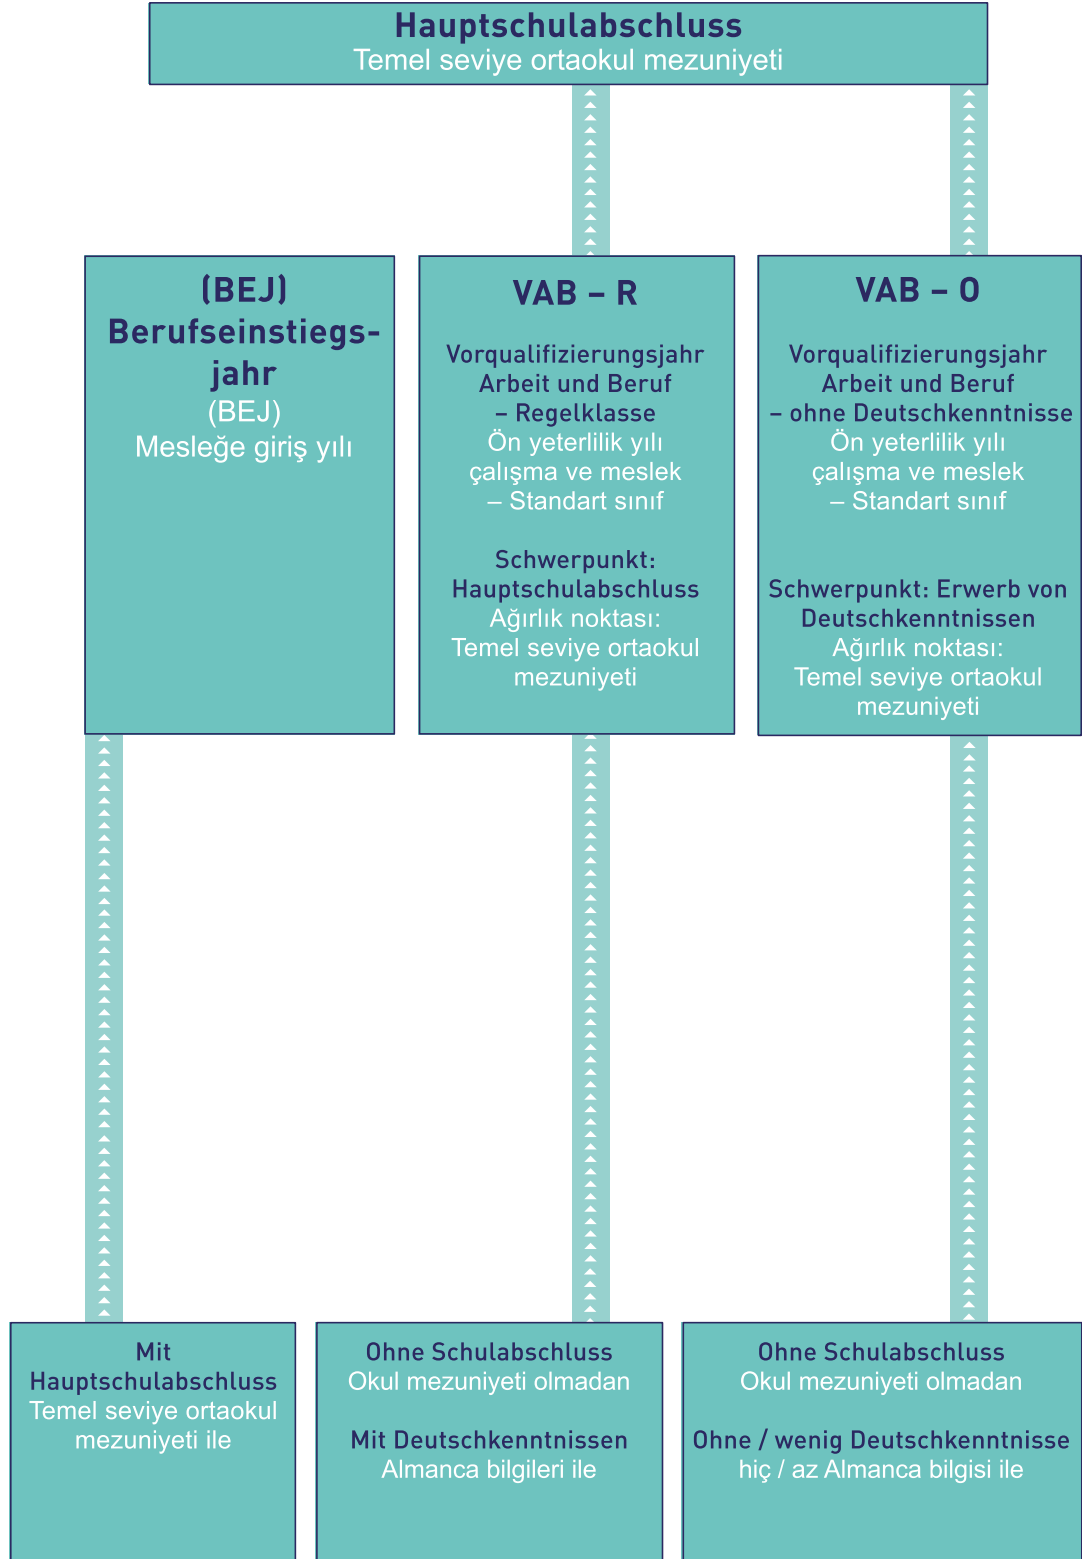 Hauptschulabschluss
Temel seviye ortaokul mezuniyeti
(BEJ)
Berufseinstiegs-
jahr
(BEJ)
Mesleğe giriş yılı
VAB – R
Vorqualifizierungsjahr
Arbeit und Beruf
– Regelklasse
Ön yeterlilik yılı
çalışma ve meslek
– Standart sınıf
Schwerpunkt:
Hauptschulabschluss
Ağırlık noktası:
Temel seviye ortaokul
mezuniyeti
VAB – O
Vorqualifizierungsjahr
Arbeit und Beruf
– ohne Deutschkenntnisse
Ön yeterlilik yılı
çalışma ve meslek
– Standart sınıf
Schwerpunkt: Erwerb von
Deutschkenntnissen
Ağırlık noktası:
Temel seviye ortaokul
mezuniyeti
Mit
Hauptschulabschluss
Temel seviye ortaokul
mezuniyeti ile
Ohne Schulabschluss
Okul mezuniyeti olmadan
Mit Deutschkenntnissen
Almanca bilgileri ile
Ohne Schulabschluss
Okul mezuniyeti olmadan
Ohne / wenig Deutschkenntnisse
hiç / az Almanca bilgisi ile